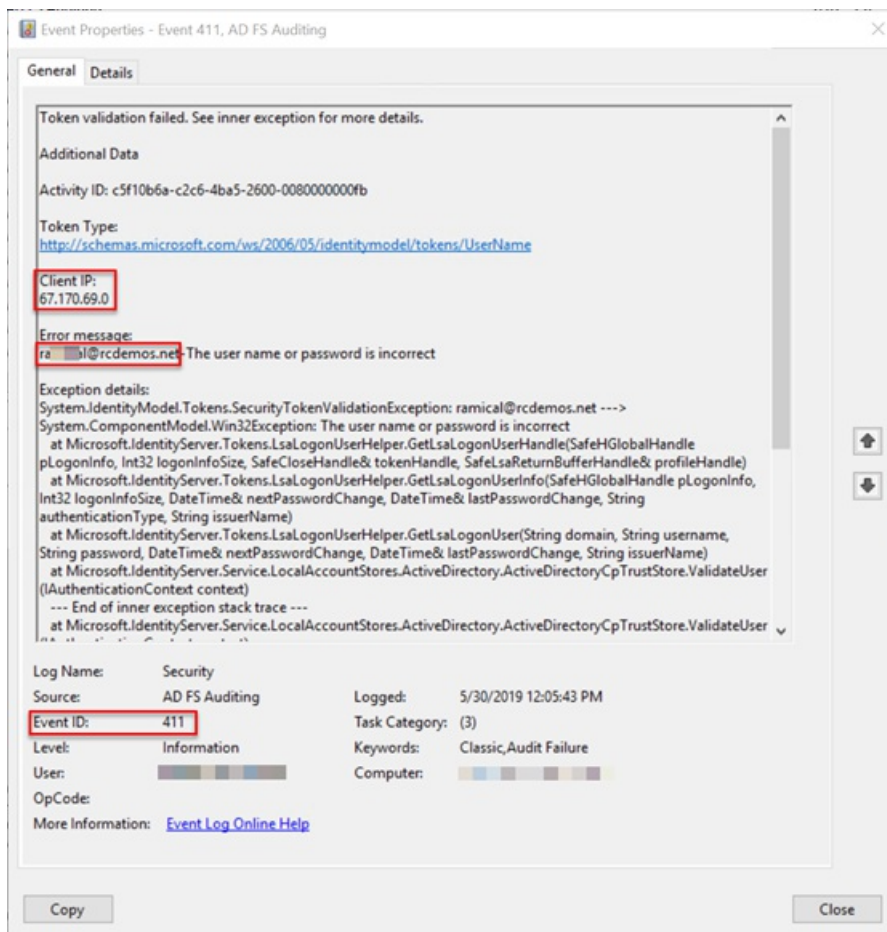 Event Properties - Event 411, AD FS Auditing
General Details
Token validation failed. See inner exception for more details.
Additional Data
Activity ID: c5f10b6a-c2c6-4ba5-2600-0080000000fb
Token Type:
http://schemas.microsoft.com/ws/2006/05/identitymodel/tokens/UserName
Client IP:
67.170.69.0
Error message:
ra l@rcdemos.net-The user name or password is incorrect
Exception details:
System.IdentityModel.Tokens.SecurityTokenValidationException: ramical@rcdemos.net --->
System.ComponentModel.Win32Exception: The user name or password is incorrect
at Microsoft.IdentityServer.Tokens.LsaLogonUserHelper.GetLsaLogonUserHandle(SafeHGlobalHandle
pLogonInfo, Int32 logonInfoSize, SafeCloseHandle& tokenHandle, SafeLsaReturnBufferHandle& profileHandle)
at Microsoft.IdentityServer.Tokens.LsaLogonUserHelper.GetLsaLogonUserInfo(SafeHGlobalHandle pLogonInfo,
Int32 logonInfoSize, DateTime& nextPasswordChange, DateTime& lastPasswordChange, String
authenticationType, String issuerName)
at Microsoft.IdentityServer.Tokens.LsaLogonUserHelper.GetLsaLogonUser(String domain, String username,
String password, DateTime& nextPasswordChange, DateTime& lastPasswordChange, String issuerName)
at Microsoft.IdentityServer.Service.LocalAccountStores.ActiveDirectory.ActiveDirectoryCpTrustStore.ValidateUser
(IAuthenticationContext context)
--- End of inner exception stack trace ---
at Microsoft.IdentityServer.Service.LocalAccountStores.ActiveDirectory.ActiveDirectoryCpTrustStore.ValidateUser
Log Name: Security
Source: AD FS Auditing Logged: 5/30/2019 12:05:43 PM
Event ID: 411 Task Category: (3)
Level: Information Keywords: Classic,Audit Failure
User: Computer:
OpCode:
More Information: Event Log Online Help
Copy Close